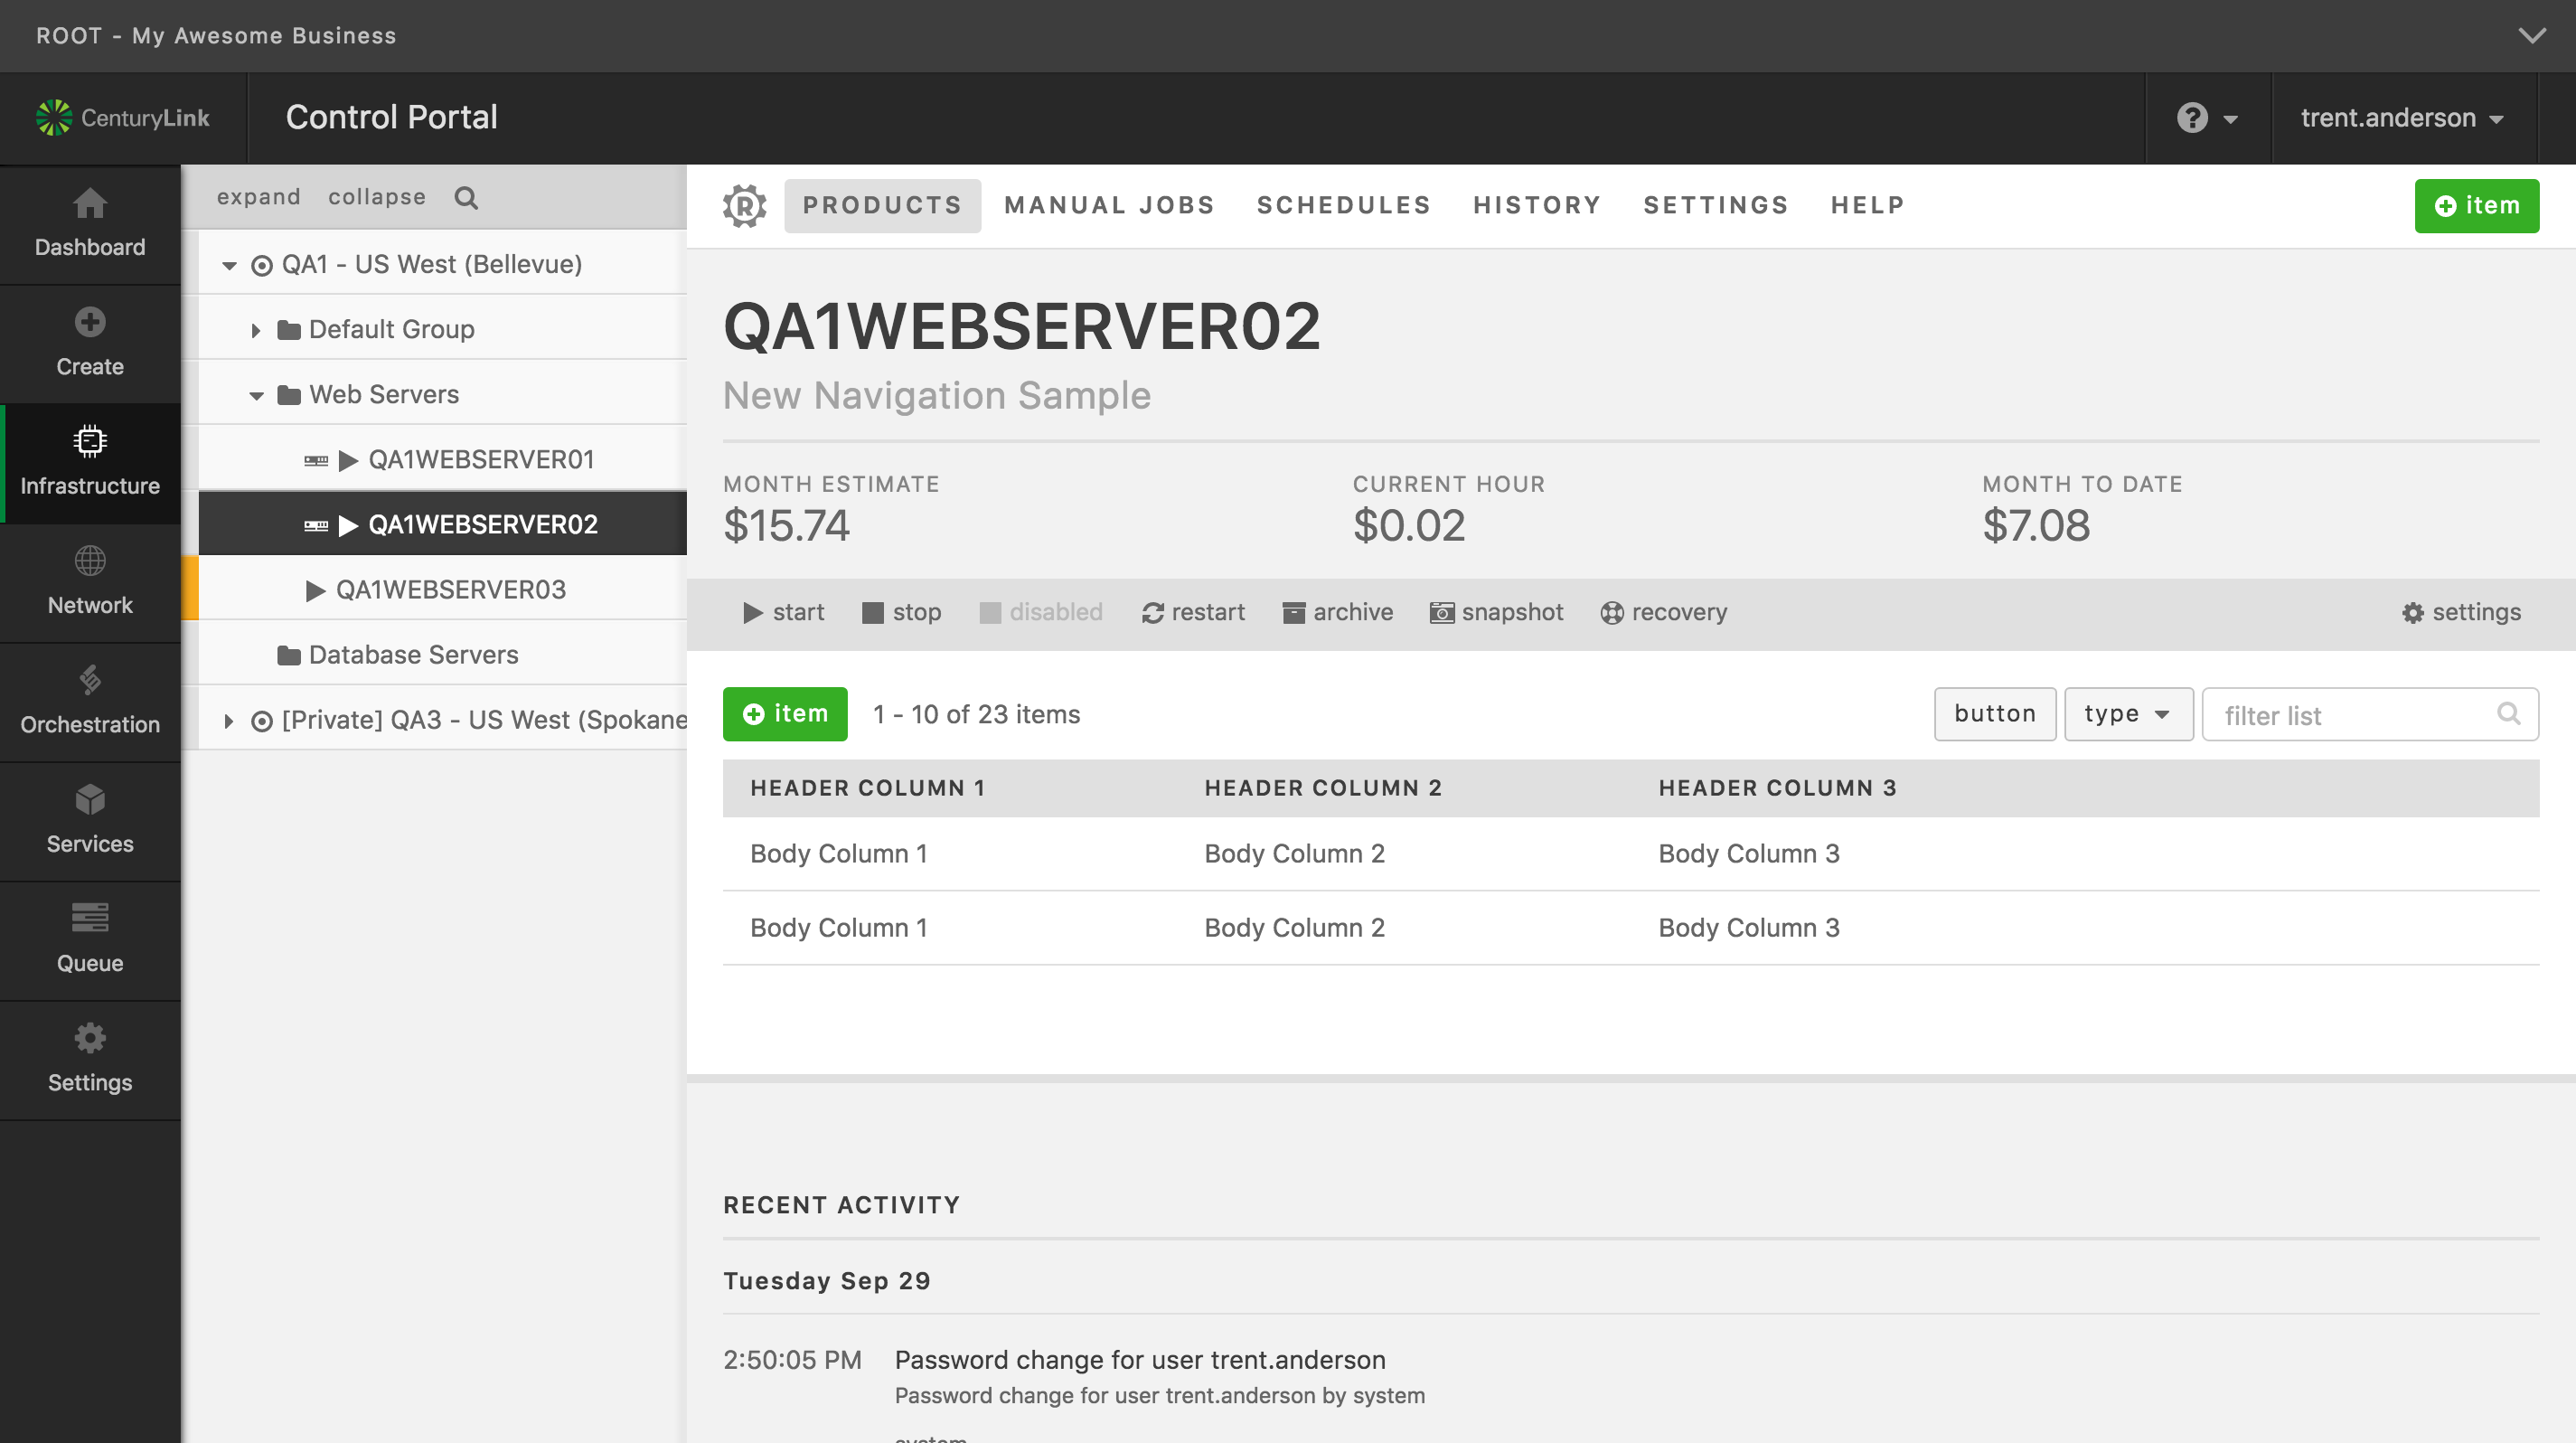 ROOT - My Awesome Business
CenturyLink
Control Portal
trent.anderson
Dashboard
Create
Infrastructure
Network
Orchestration
Services
Queue
Settings
expand collapse
QA1 - US West (Bellevue)
Default Group
Web Servers
QA1WEBSERVER01
QA1WEBSERVER02
QA1WEBSERVER03
Database Servers
[Private] QA3 - US West (Spokane
PRODUCTS MANUAL JOBS SCHEDULES HISTORY SETTINGS HELP
item
QA1WEBSERVER02
New Navigation Sample
MONTH ESTIMATE
$15.74
CURRENT HOUR
$0.02
MONTH TO DATE
$7.08
start stop disabled restart archive snapshot recovery settings
item 1 - 10 of 23 items button type filter list
HEADER COLUMN 1 HEADER COLUMN 2 HEADER COLUMN 3
Body Column 1 Body Column 2 Body Column 3
Body Column 1 Body Column 2 Body Column 3
RECENT ACTIVITY
Tuesday Sep 29
2:50:05 PM Password change for user trent.anderson
Password change for user trent.anderson by system